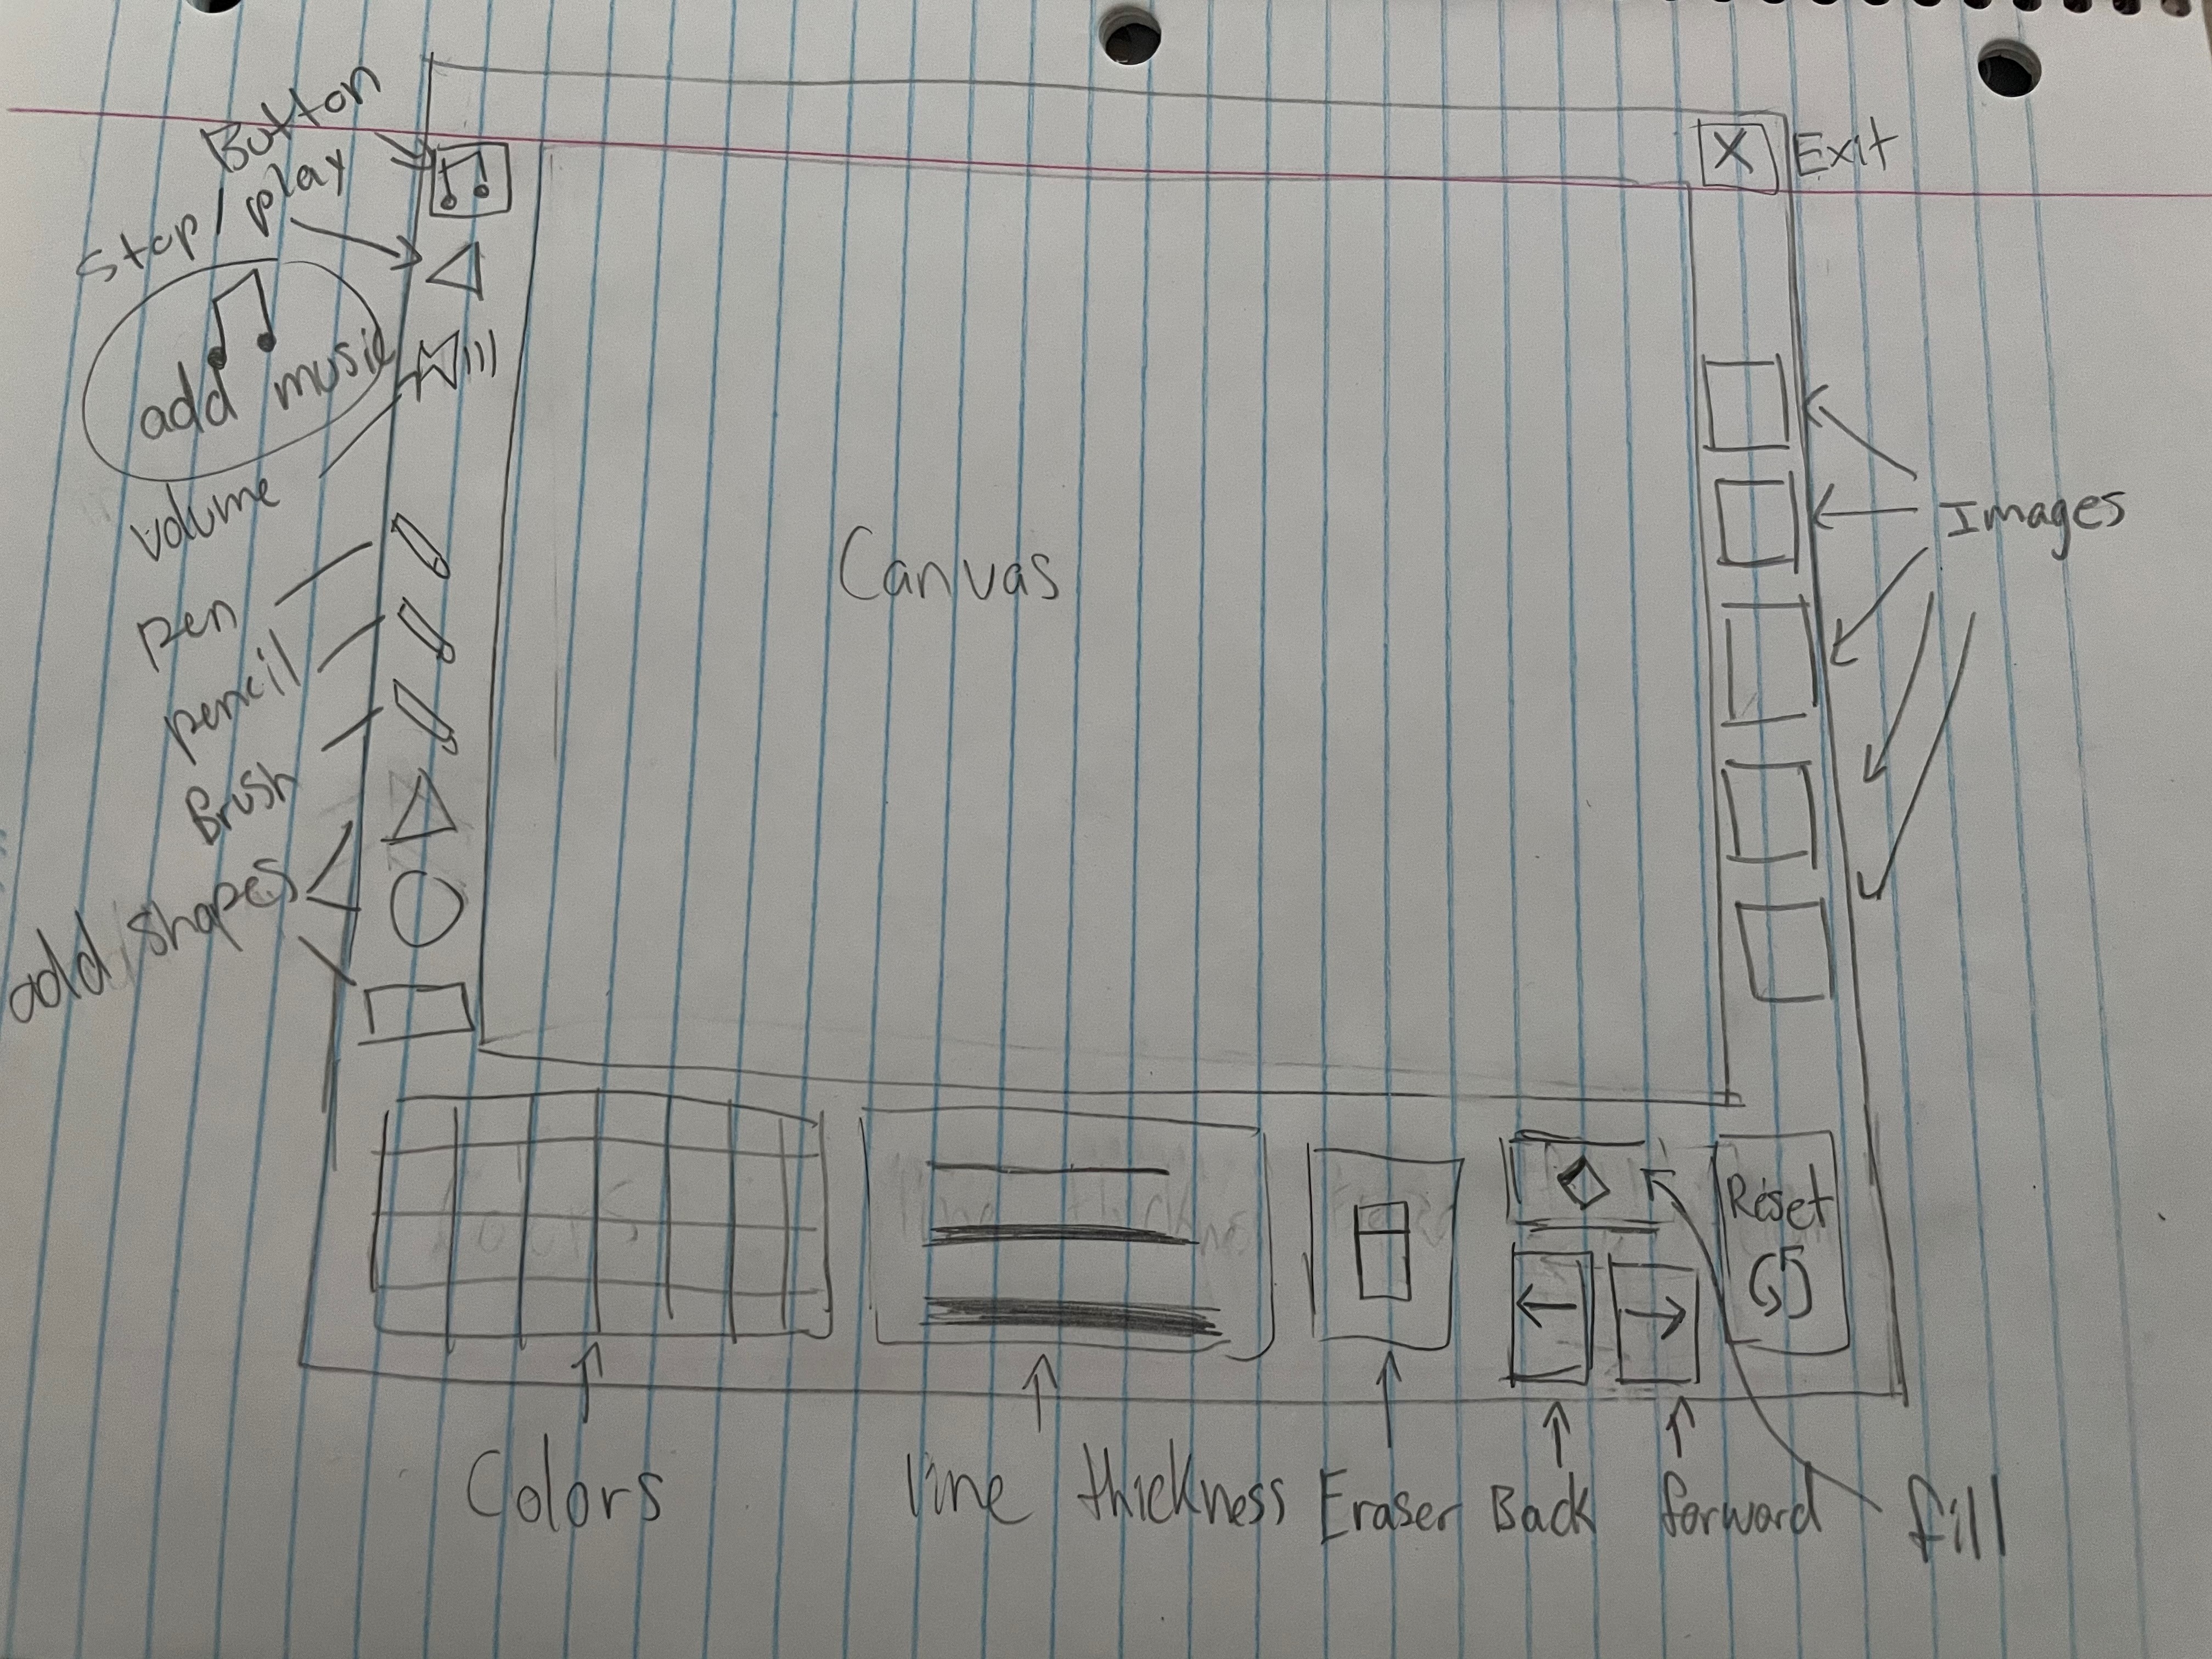 Button
Stop/play
add music
volume
pen
pencil
Brush
add shapes
X
Exit
Canvas
Images
Reset
Colors
line thickness
Eraser
Back
forward
fill